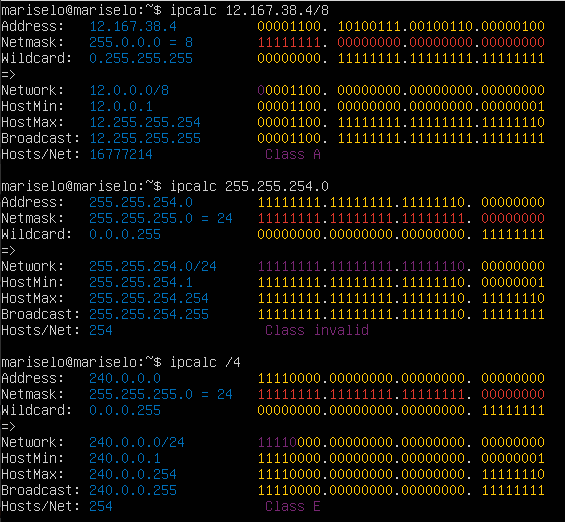 mariselo@mariselo:~$ ipcalc 12.167.38.4/8
Address: 12.167.38.4 00001100. 10100111.00100110.00000100
Netmask: 255.0.0.0 = 8 11111111. 00000000.00000000.00000000
Wildcard: 0.255.255.255 00000000. 11111111.11111111.11111111
=>
Network: 12.0.0.0/8 00001100. 00000000.00000000.00000000
HostMin: 12.0.0.1 00001100. 00000000.00000000.00000001
HostMax: 12.255.255.254 00001100. 11111111.11111111.11111110
Broadcast: 12.255.255.255 00001100. 11111111.11111111.11111111
Hosts/Net: 16777214 Class A
mariselo@mariselo:~$ ipcalc 255.255.254.0
Address: 255.255.254.0 11111111.11111111.11111110. 00000000
Netmask: 255.255.255.0 = 24 11111111.11111111.11111111. 00000000
Wildcard: 0.0.0.255 00000000.00000000.00000000. 11111111
=>
Network: 255.255.254.0/24 11111111.11111111.11111110. 00000000
HostMin: 255.255.254.1 11111111.11111111.11111110. 00000001
HostMax: 255.255.254.254 11111111.11111111.11111110. 11111110
Broadcast: 255.255.254.255 11111111.11111111.11111110. 11111111
Hosts/Net: 254 Class invalid
mariselo@mariselo:~$ ipcalc /4
Address: 240.0.0.0 11110000.00000000.00000000. 00000000
Netmask: 255.255.255.0 = 24 11111111.11111111.11111111. 00000000
Wildcard: 0.0.0.255 00000000.00000000.00000000. 11111111
=>
Network: 240.0.0.0/24 11110000.00000000.00000000. 00000000
HostMin: 240.0.0.1 11110000.00000000.00000000. 00000001
HostMax: 240.0.0.254 11110000.00000000.00000000. 11111110
Broadcast: 240.0.0.255 11110000.00000000.00000000. 11111111
Hosts/Net: 254 Class E